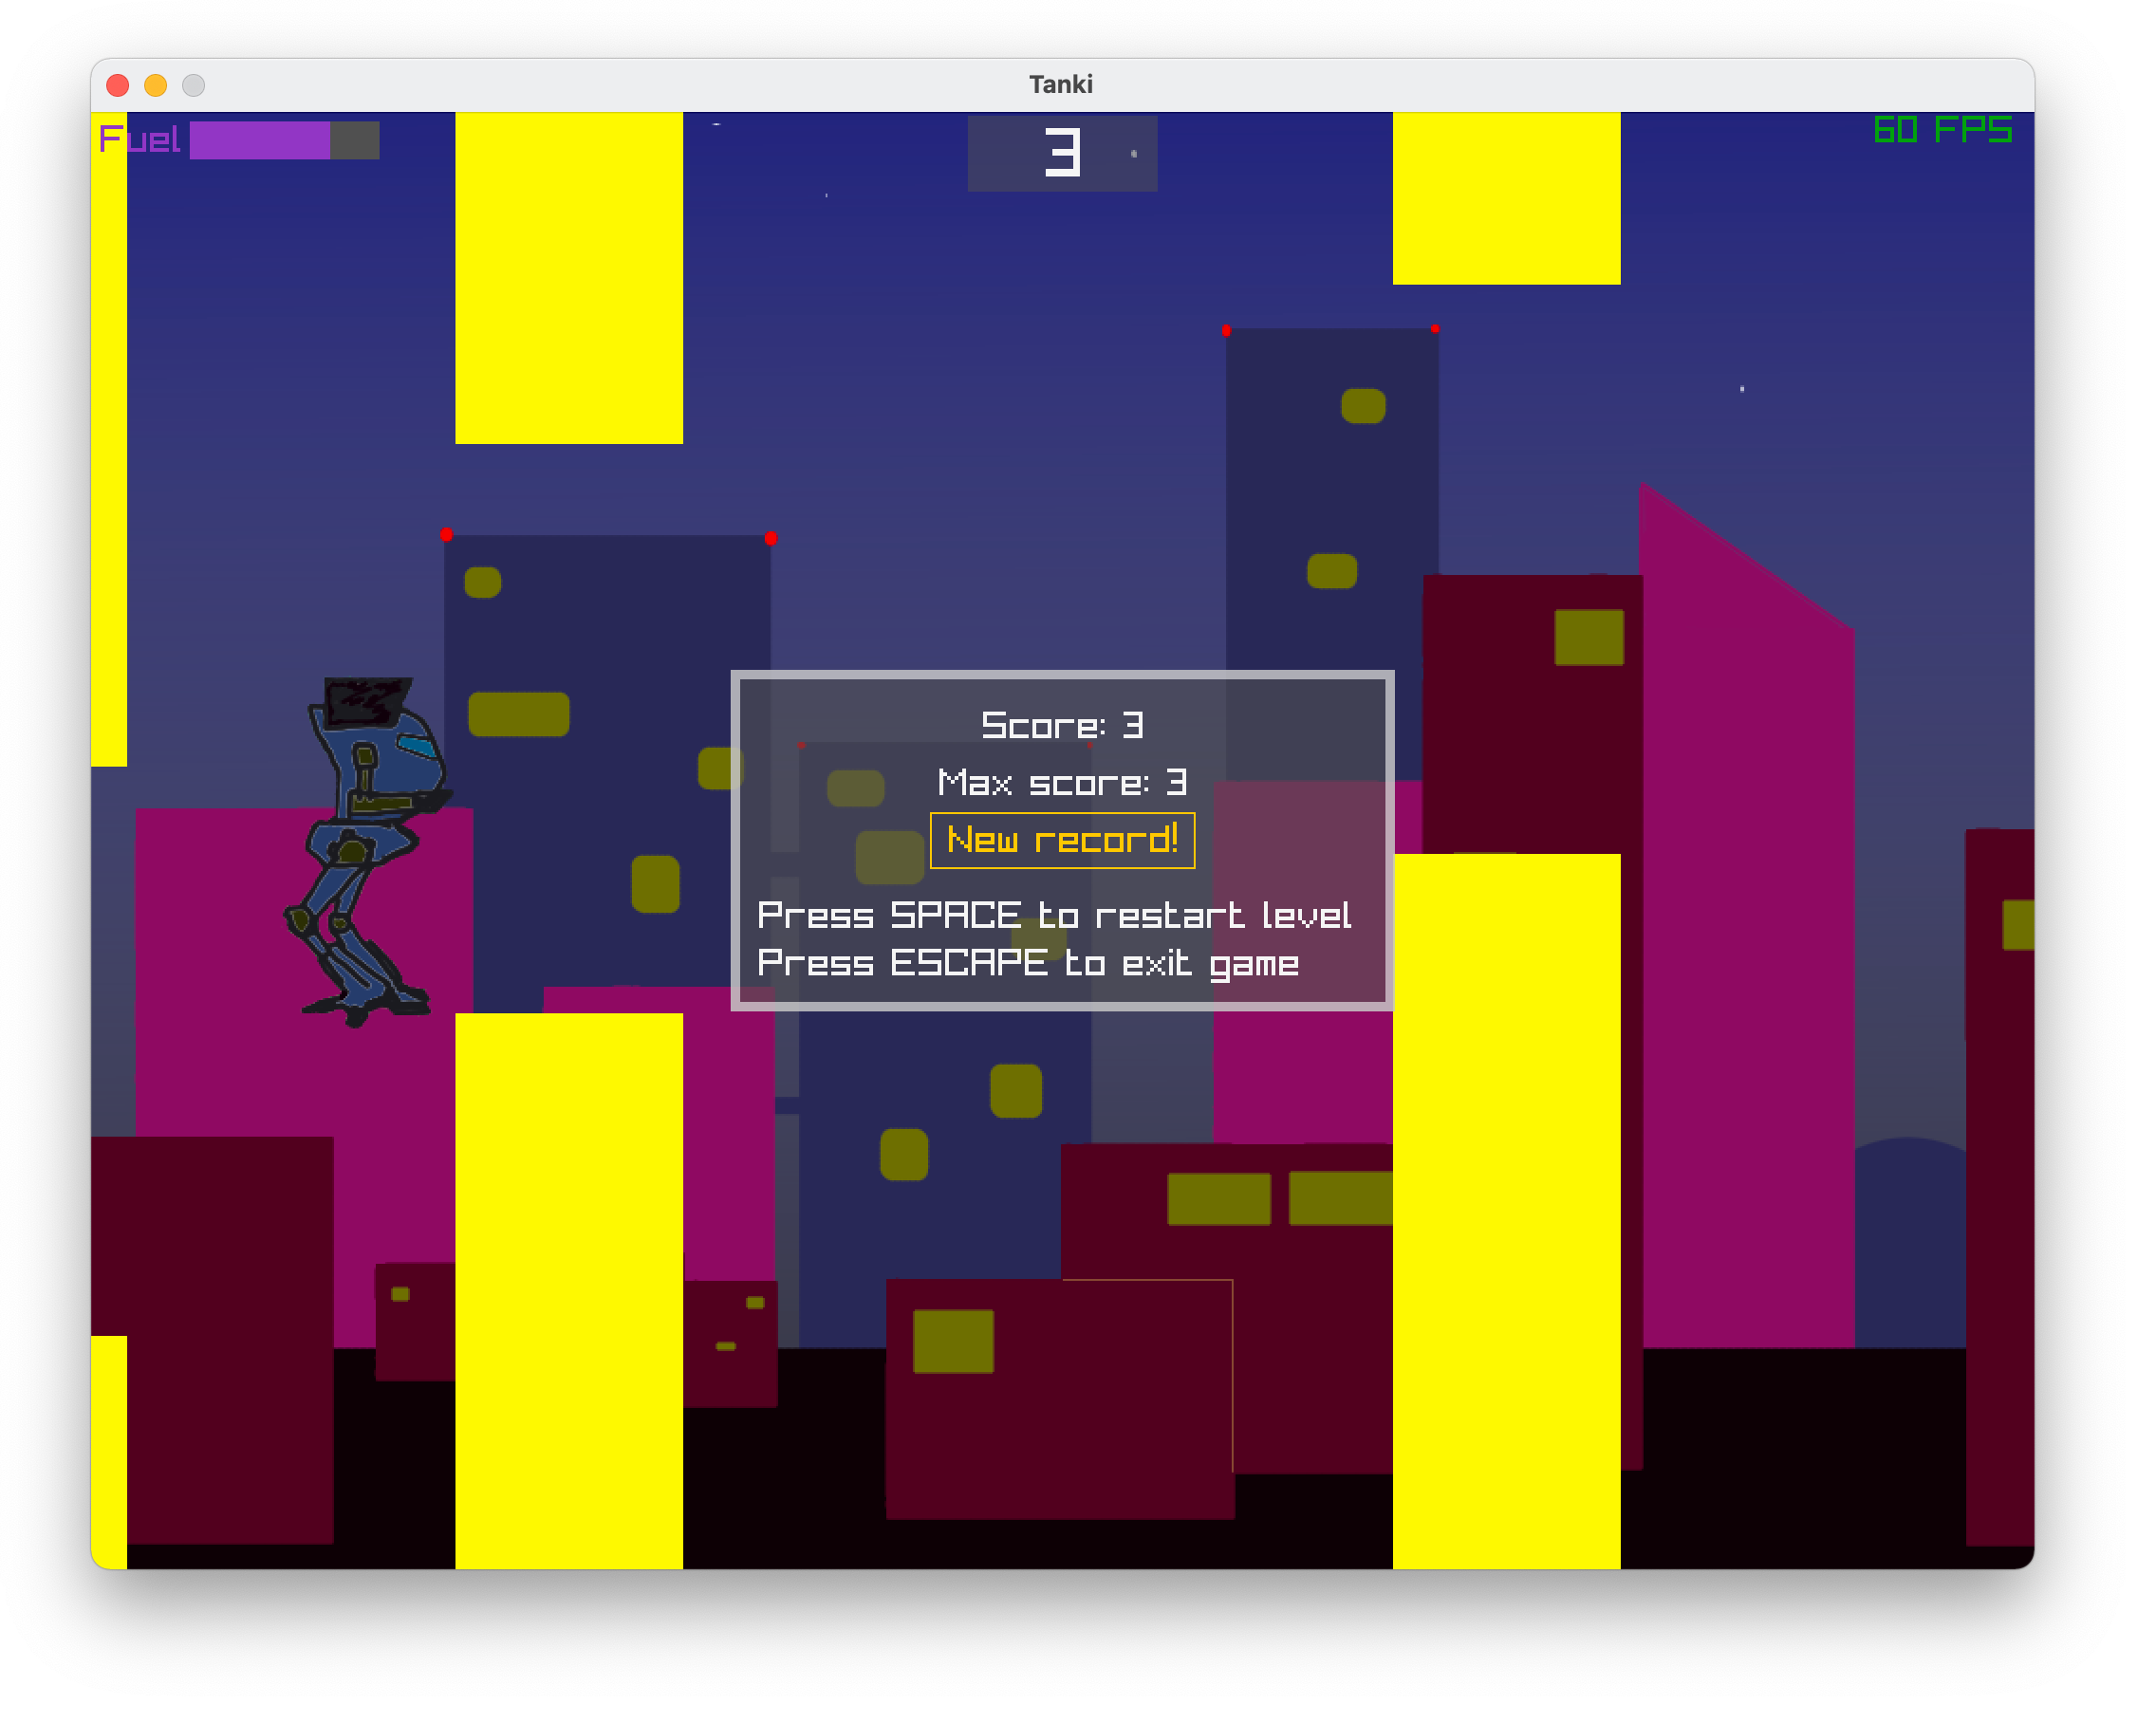 Tanki
Fuel
3
60 FPS
Score: 3
Max score: 3
New record!
Press SPACE to restart level
Press ESCAPE to exit game